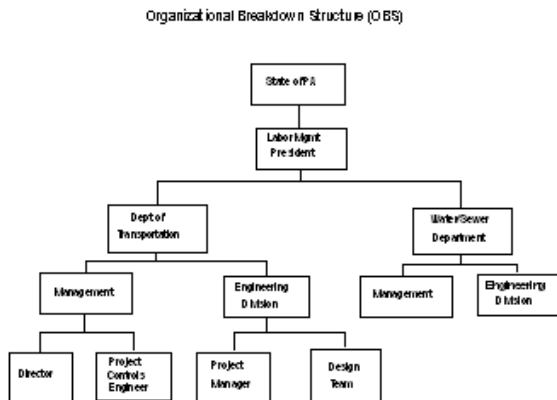 Organizational Breakdown Structure (OBS)
State of PA
Labor Mgmt
President
Dept of
Transportation
Water/Sewer
Department
Management
Engineering
Division
Management
Engineering
Division
Director
Project
Controls
Engineer
Project
Manager
Design
Team